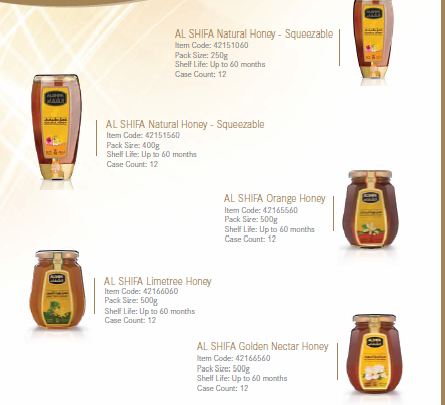 AL SHIFA Natural Honey - Squeezable
Item Code: 42151060
Pack Size: 250g
Shelf Life: Up to 60 months
Case Count: 12
AL SHIFA Natural Honey - Squeezable
Item Code: 42151560
Pack Size: 400g
Shelf Life: Up to 60 months
Case Count: 12
AL SHIFA Orange Honey
Item Code: 42165560
Pack Size: 500g
Shelf Life: Up to 60 months
Case Count: 12
AL SHIFA Limetree Honey
Item Code: 42166060
Pack Size: 500g
Shelf Life: Up to 60 months
Case Count: 12
AL SHIFA Golden Nectar Honey
Item Code: 42166560
Pack Size: 500g
Shelf Life: Up to 60 months
Case Count: 12